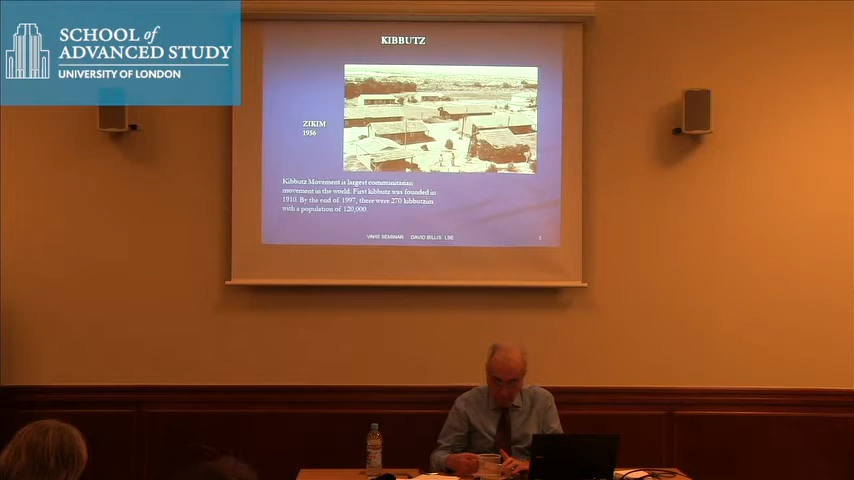 SCHOOL of
ADVANCED STUDY
UNIVERSITY OF LONDON
KIBBUTZ
ZIKIM
1956
Kibbutz Movement is largest communitarian
movement in the world. First kibbutz was founded in
1910. By the end of 1997, there were 270 kibbutzim
with a population of 120,000.
VAHS SEMINAR DAVID BILLIS LSE